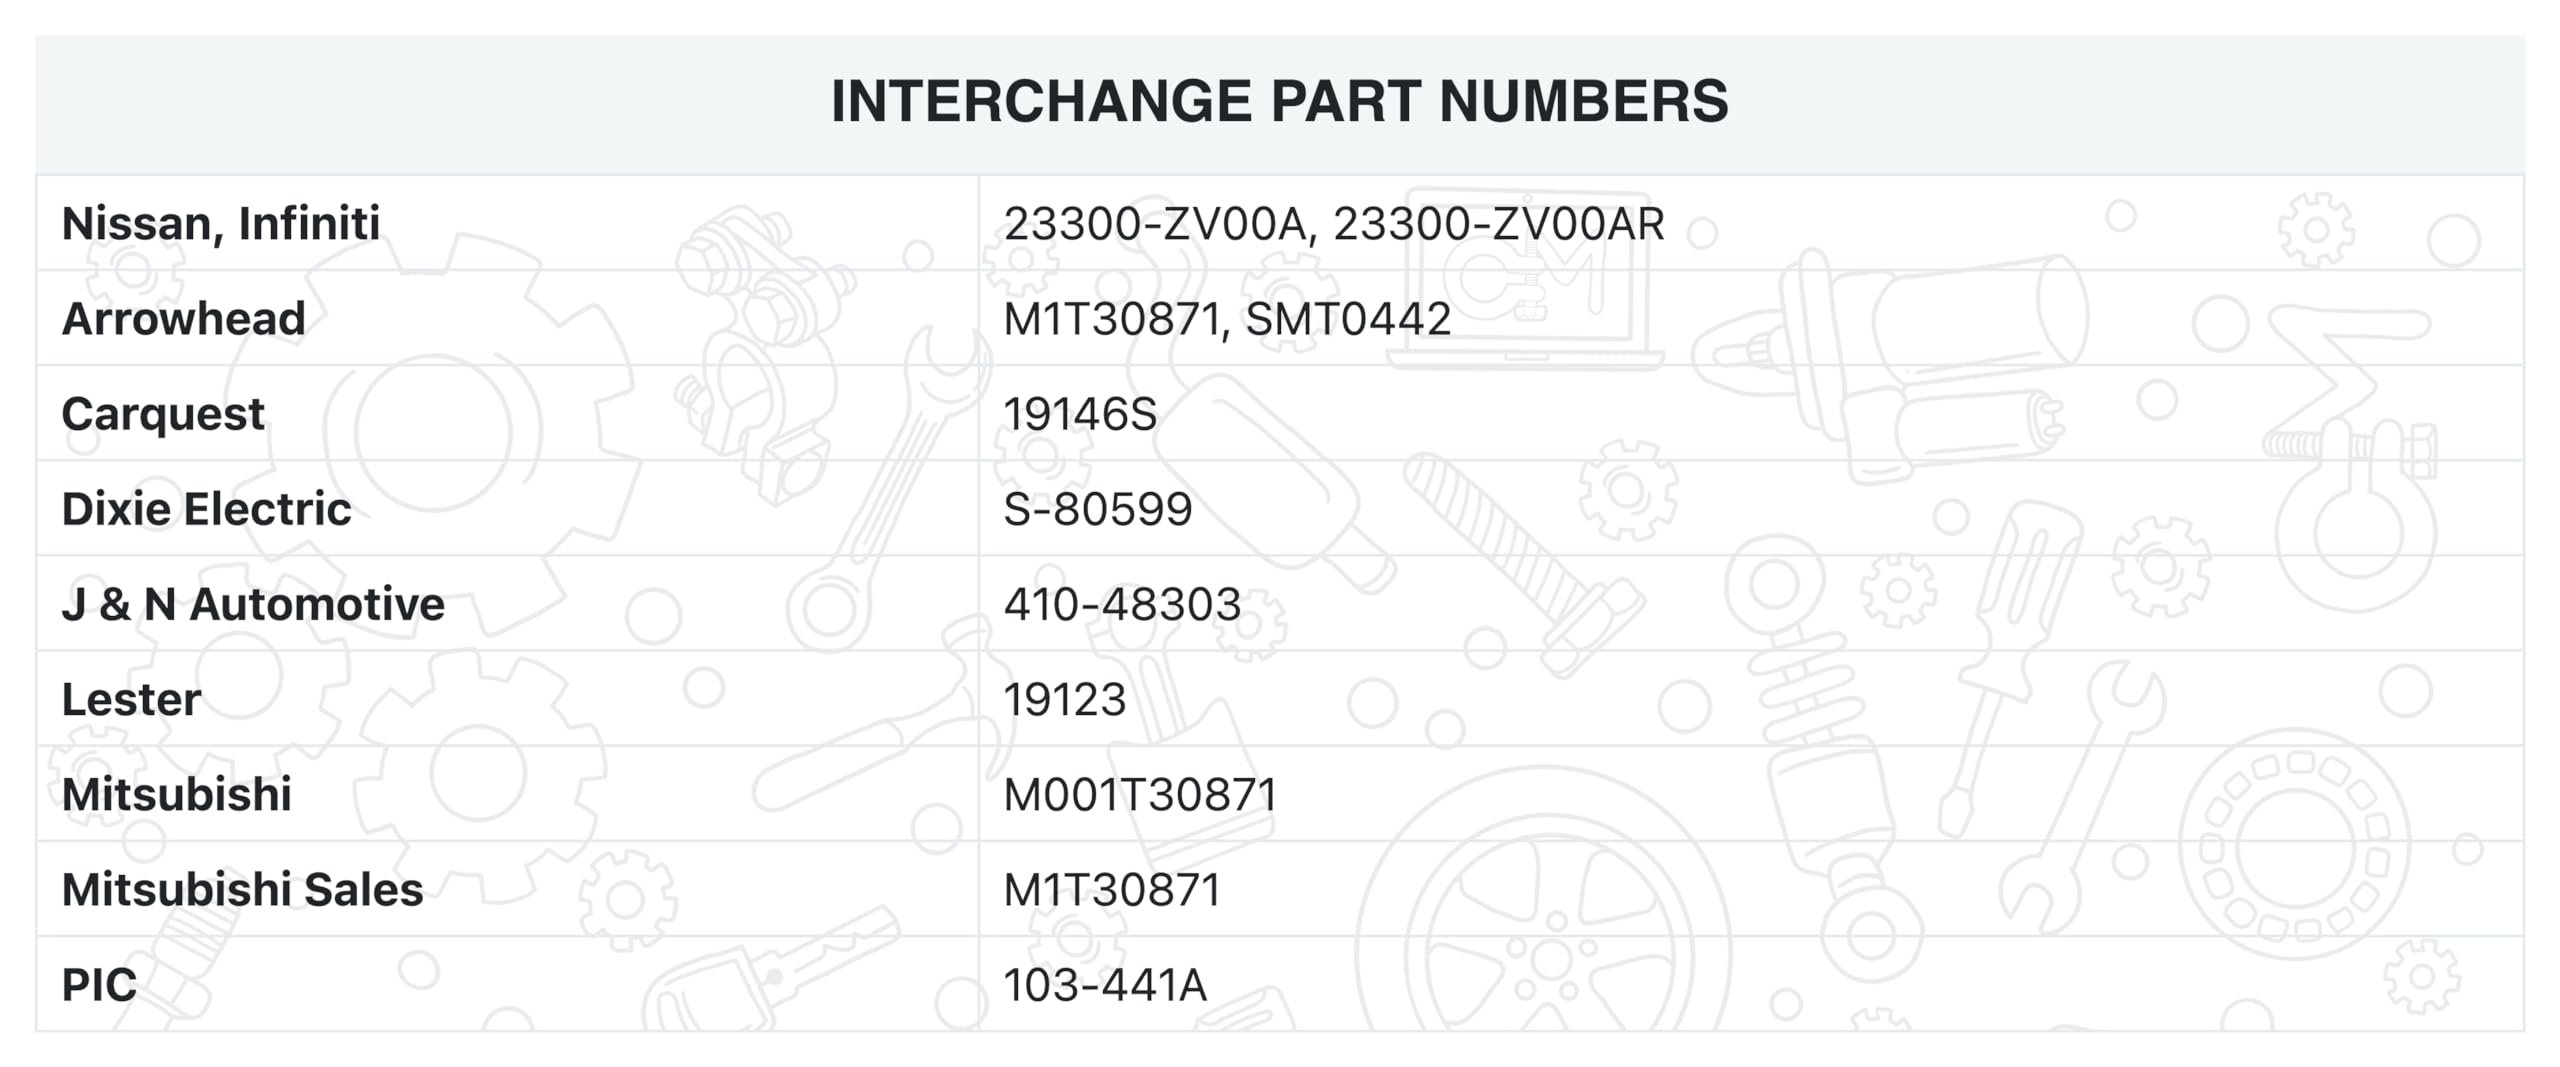 INTERCHANGE PART NUMBERS
Nissan, Infiniti 23300-ZV00A, 23300-ZV00AR
Arrowhead M1T30871, SMT0442
Carquest 19146S
Dixie Electric S-80599
J & N Automotive 410-48303
Lester 19123
Mitsubishi M001T30871
Mitsubishi Sales M1T30871
PIC 103-441A